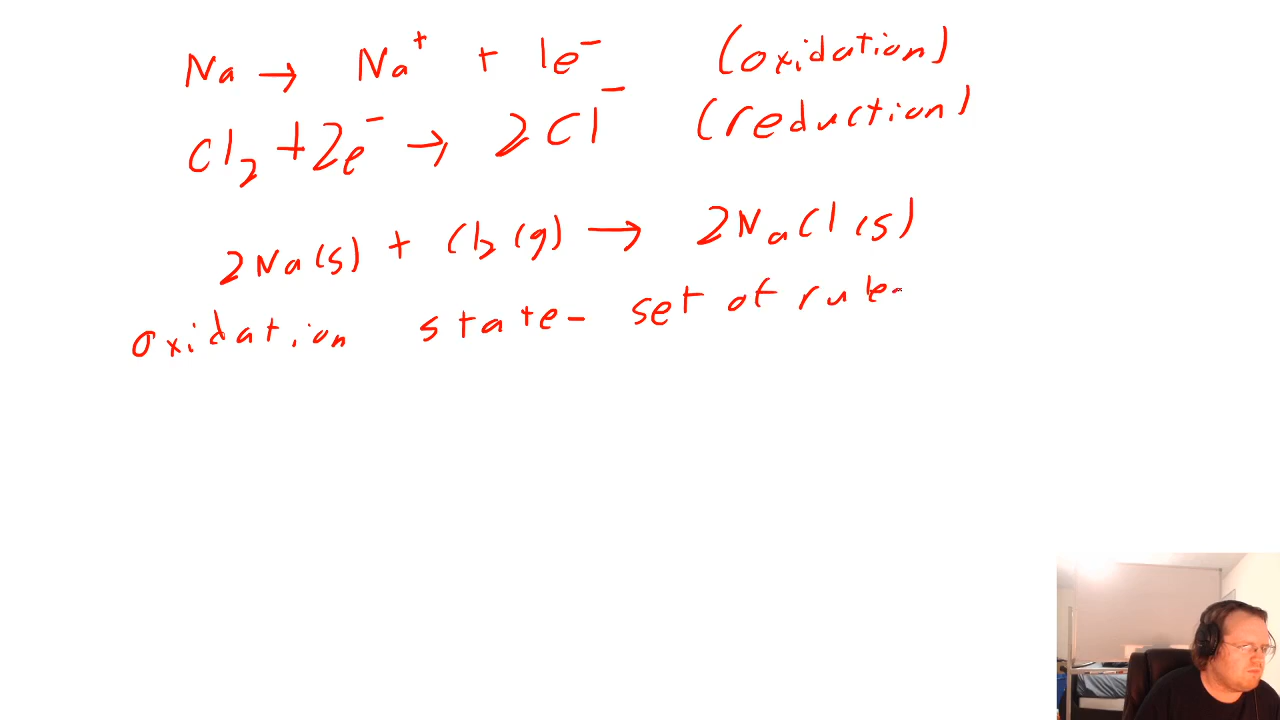 Na → Na⁺ + 1e⁻ (oxidation)
Cl₂ + 2e⁻ → 2Cl⁻ (reduction)
2Na(s) + Cl₂(g) → 2NaCl(s)
oxidation state- set of rule